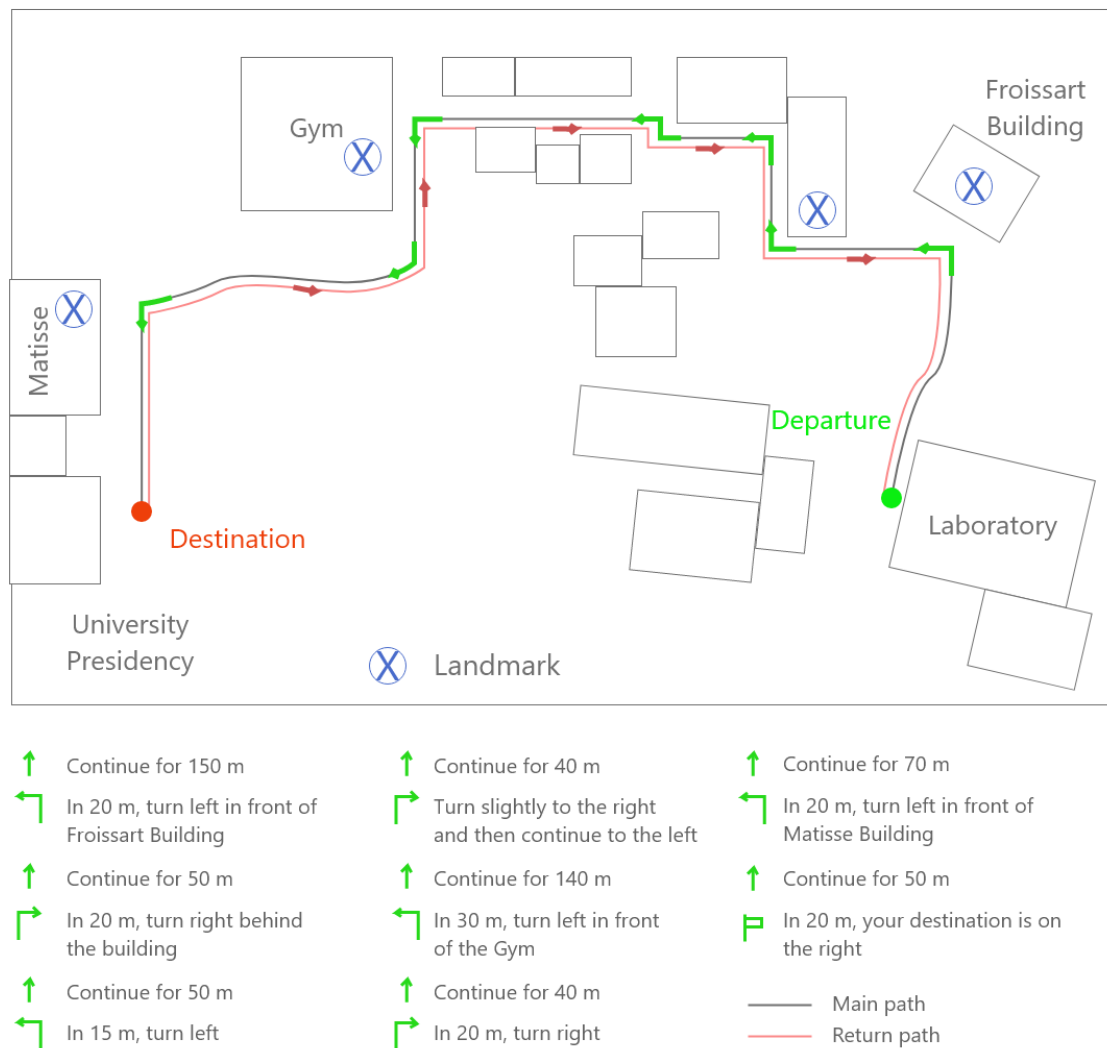 Froissart
Building
Gym
Matisse
Departure
Destination
Laboratory
University
Presidency
Landmark
Continue for 150 m
In 20 m, turn left in front of
Froissart Building
Continue for 50 m
In 20 m, turn right behind
the building
Continue for 50 m
In 15 m, turn left
Continue for 40 m
Turn slightly to the right
and then continue to the left
Continue for 140 m
In 30 m, turn left in front
of the Gym
Continue for 40 m
In 20 m, turn right
Continue for 70 m
In 20 m, turn left in front of
Matisse Building
Continue for 50 m
In 20 m, your destination is on
the right
Main path
Return path